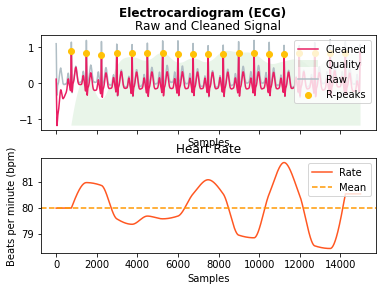 Electrocardiogram (ECG)
Raw and Cleaned Signal
1
0
−1
Cleaned
Quality
Raw
R-peaks
Samples
Heart Rate
Beats per minute (bpm)
81
80
79
Rate
Mean
0 2000 4000 6000 8000 10000 12000 14000
Samples